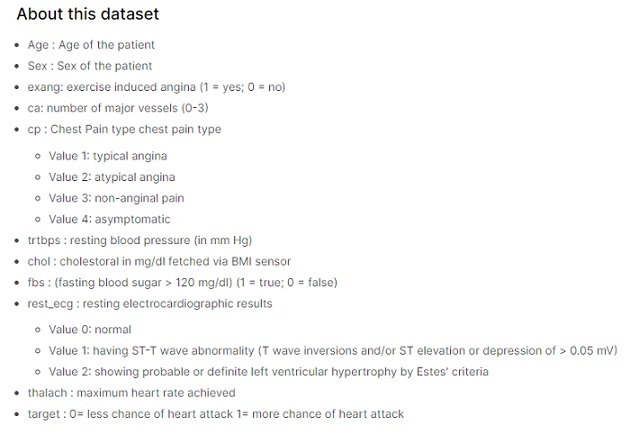 About this dataset
Age : Age of the patient
Sex : Sex of the patient
exang: exercise induced angina (1 = yes; 0 = no)
ca: number of major vessels (0-3)
cp : Chest Pain type chest pain type
Value 1: typical angina
Value 2: atypical angina
Value 3: non-anginal pain
Value 4: asymptomatic
trtbps : resting blood pressure (in mm Hg)
chol : cholestoral in mg/dl fetched via BMI sensor
fbs : (fasting blood sugar > 120 mg/dl) (1 = true; 0 = false)
rest_ecg : resting electrocardiographic results
Value 0: normal
Value 1: having ST-T wave abnormality (T wave inversions and/or ST elevation or depression of > 0.05 mV)
Value 2: showing probable or definite left ventricular hypertrophy by Estes' criteria
thalach : maximum heart rate achieved
target : 0= less chance of heart attack 1= more chance of heart attack